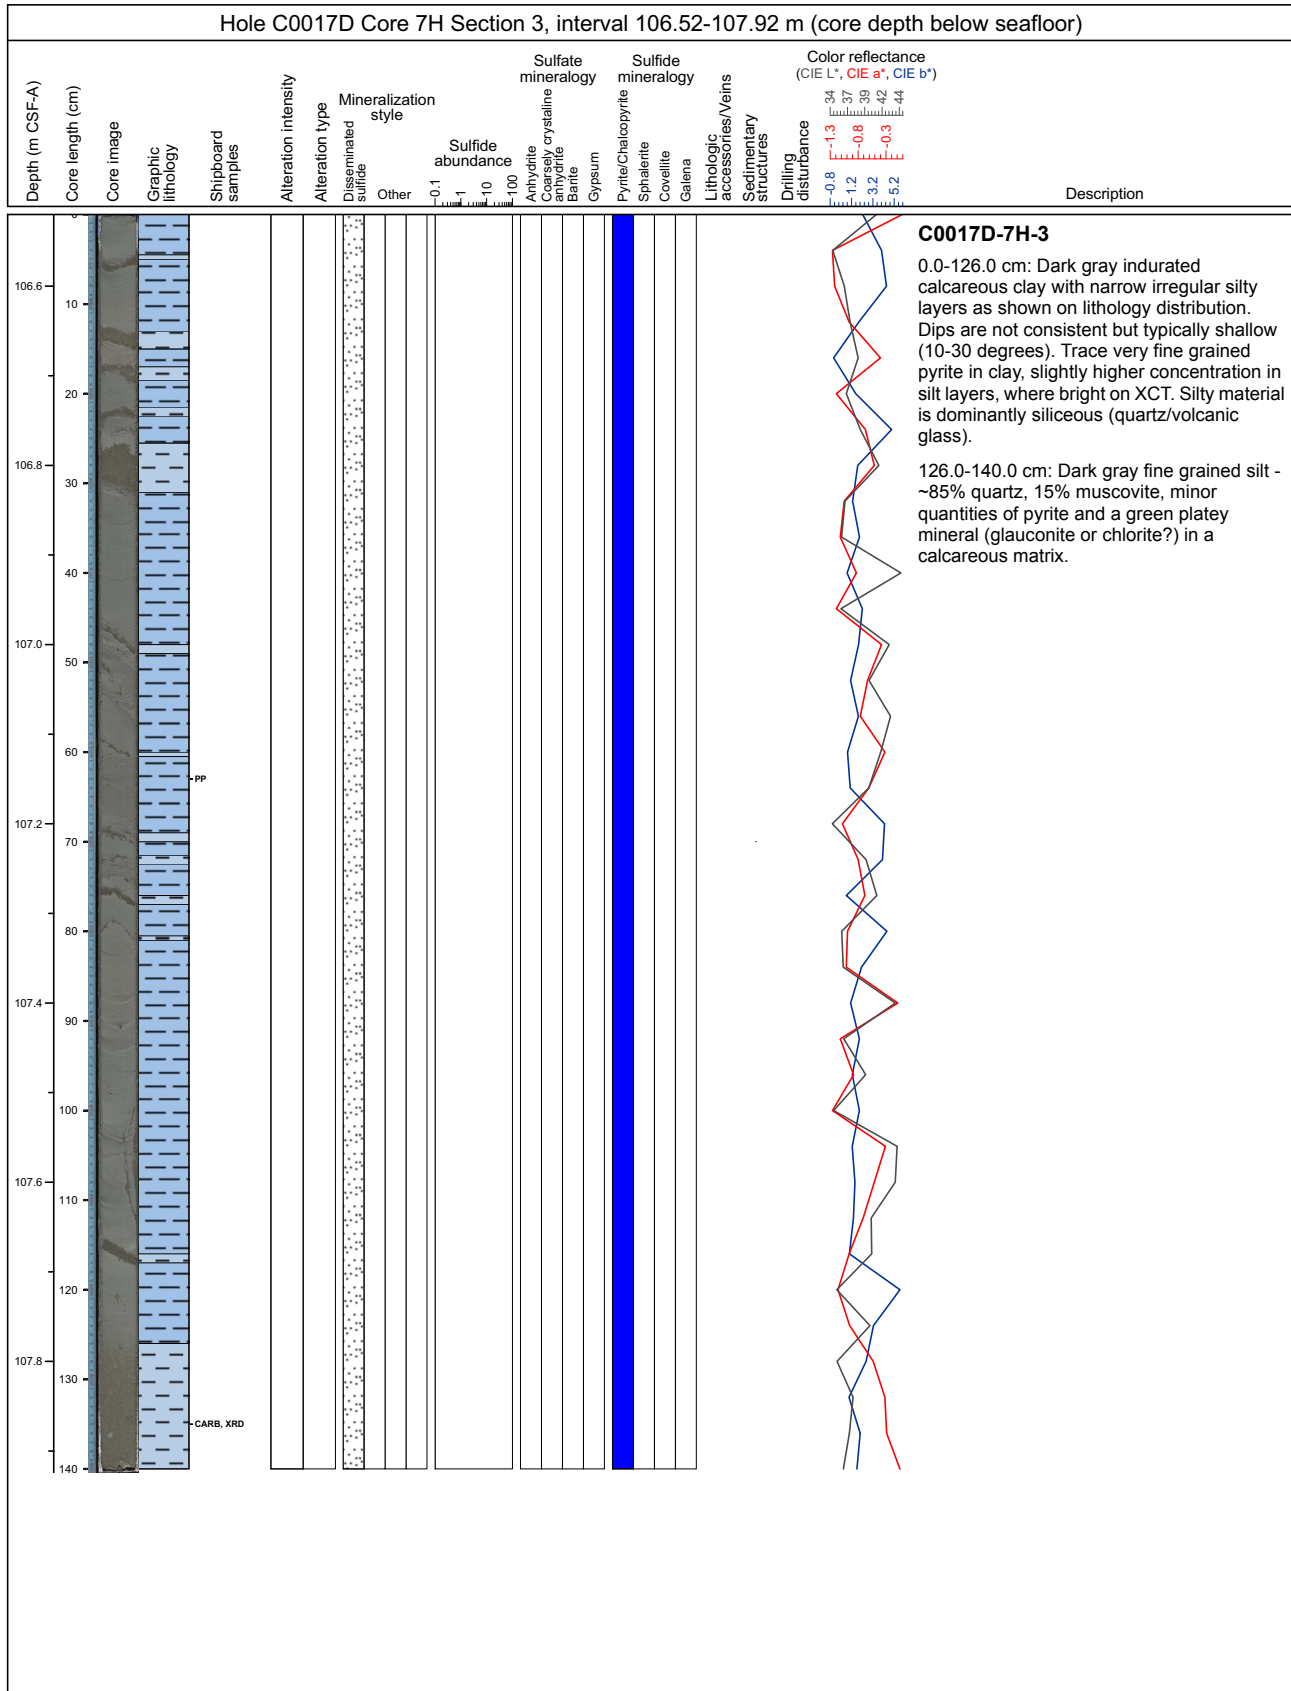 Hole C0017D Core 7H Section 3, interval 106.52-107.92 m (core depth below seafloor)
Depth (m CSF-A)
Core length (cm)
Core image
Graphic
lithology
Shipboard
samples
Alteration intensity
Alteration type
Mineralization
style
Disseminated
sulfide
Other
Sulfide
abundance
0.1
1
10
100
Sulfate
mineralogy
Anhydrite
Coarsely crystaline
anhydrite
Barite
Gypsum
Sulfide
mineralogy
Pyrite/Chalcopyrite
Sphalerite
Covellite
Galena
Lithologic
accessories/Veins
Sedimentary
structures
Drilling
disturbance
Color reflectance
(CIE L*, CIE a*, CIE b*)
34
37
39
42
44
-1.3
-0.8
-0.3
-0.8
1.2
3.2
5.2
Description
106.6
106.8
107.0
107.2
107.4
107.6
107.8
0
10
20
30
40
50
60
70
80
90
100
110
120
130
140
PP
CARB, XRD
C0017D-7H-3
0.0-126.0 cm: Dark gray indurated
calcareous clay with narrow irregular silty
layers as shown on lithology distribution.
Dips are not consistent but typically shallow
(10-30 degrees). Trace very fine grained
pyrite in clay, slightly higher concentration in
silt layers, where bright on XCT. Silty material
is dominantly siliceous (quartz/volcanic
glass).
126.0-140.0 cm: Dark gray fine grained silt -
~85% quartz, 15% muscovite, minor
quantities of pyrite and a green platey
mineral (glauconite or chlorite?) in a
calcareous matrix.